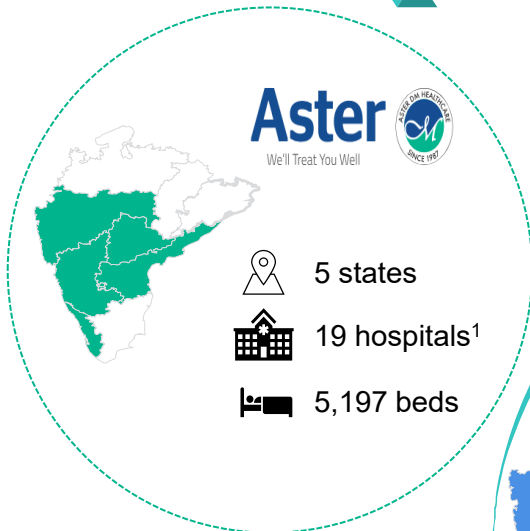 Aster
We'll Treat You Well
ASTER DM HEALTHCARE
SINCE 1987
5 states
19 hospitals1
5,197 beds